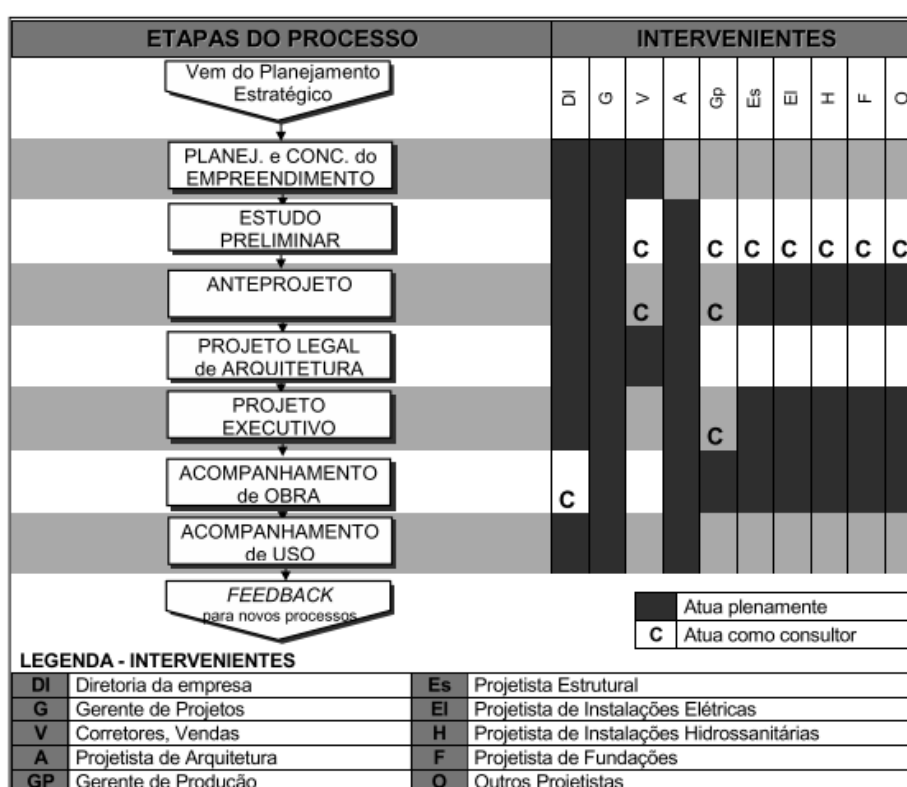 ETAPAS DO PROCESSO INTERVENIENTES
Vem do Planejamento
Estratégico
DI G V A Gp Es El H F O
PLANEJ. e CONC. do
EMPREENDIMENTO
ESTUDO
PRELIMINAR
C C C C C C C
ANTEPROJETO
C C
PROJETO LEGAL
de ARQUITETURA
PROJETO
EXECUTIVO
C
ACOMPANHAMENTO
de OBRA
C
ACOMPANHAMENTO
de USO
FEEDBACK
para novos processos
Atua plenamente
C Atua como consultor
LEGENDA - INTERVENIENTES
DI Diretoria da empresa Es Projetista Estrutural
G Gerente de Projetos El Projetista de Instalações Elétricas
V Corretores, Vendas H Projetista de Instalações Hidrossanitárias
A Projetista de Arquitetura F Projetista de Fundações
GP Gerente de Produção O Outros Projetistas